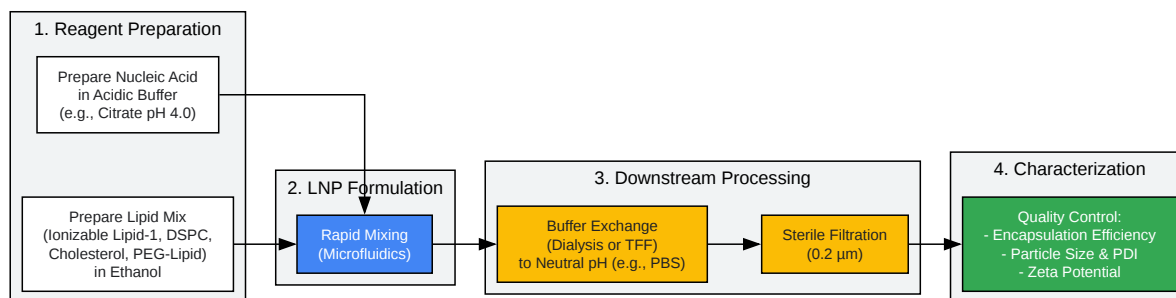 1. Reagent Preparation
Prepare Nucleic Acid
in Acidic Buffer
(e.g., Citrate pH 4.0)
Prepare Lipid Mix
(Ionizable Lipid-1, DSPC,
Cholesterol, PEG-Lipid)
in Ethanol
2. LNP Formulation
Rapid Mixing
(Microfluidics)
3. Downstream Processing
Buffer Exchange
(Dialysis or TFF)
to Neutral pH (e.g., PBS)
Sterile Filtration
(0.2 µm)
4. Characterization
Quality Control:
- Encapsulation Efficiency
- Particle Size & PDI
- Zeta Potential